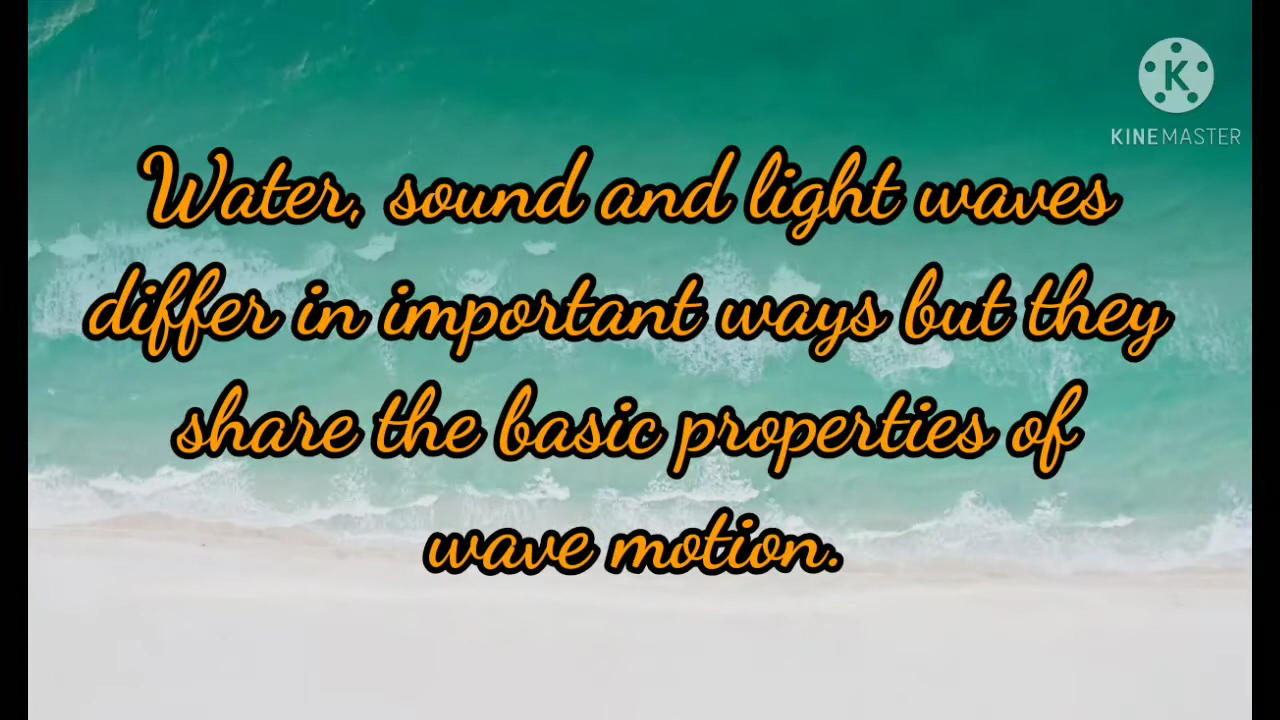 K
KINEMASTER
Water, sound and light waves
differ in important ways but they
share the basic properties of
wave motion.